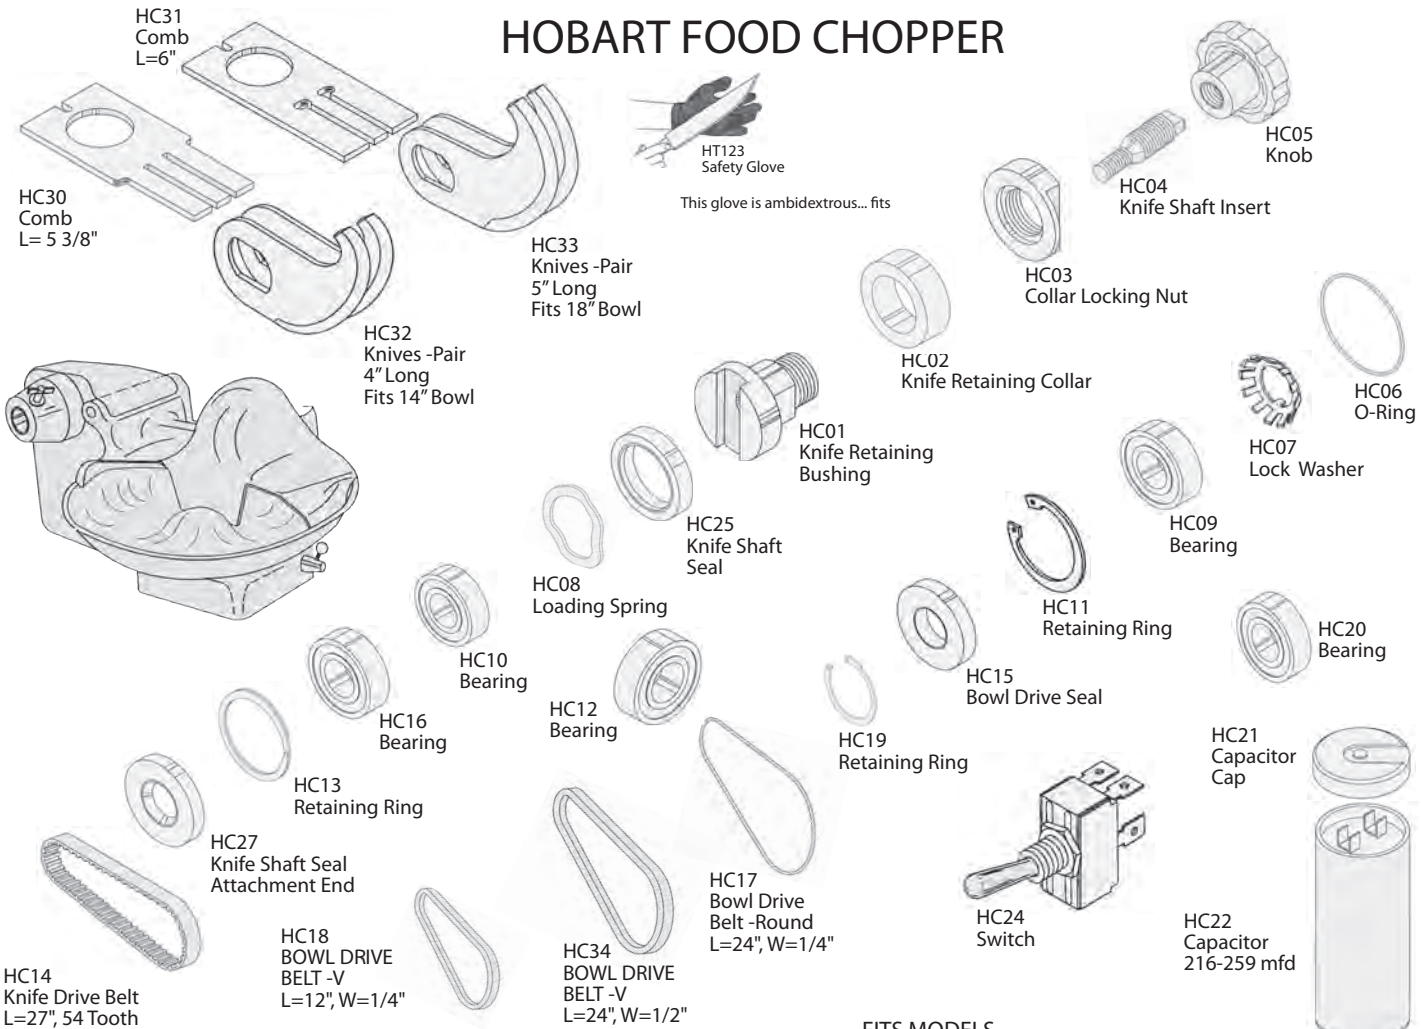 HOBART FOOD CHOPPER
HC31
Comb
L=6"
HC30
Comb
L= 5 3/8"
HC33
Knives -Pair
5” Long
Fits 18” Bowl
HC32
Knives -Pair
4” Long
Fits 14” Bowl
HT123
Safety Glove
This glove is ambidextrous... fits
HC05
Knob
HC04
Knife Shaft Insert
HC03
Collar Locking Nut
HC02
Knife Retaining Collar
HC06
O-Ring
HC07
Lock Washer
HC01
Knife Retaining
Bushing
HC09
Bearing
HC25
Knife Shaft
Seal
HC08
Loading Spring
HC11
Retaining Ring
HC20
Bearing
HC10
Bearing
HC15
Bowl Drive Seal
HC12
Bearing
HC16
Bearing
HC19
Retaining Ring
HC21
Capacitor
Cap
HC13
Retaining Ring
HC27
Knife Shaft Seal
Attachment End
HC17
Bowl Drive
Belt -Round
L=24", W=1/4"
HC24
Switch
HC22
Capacitor
216-259 mfd
HC14
Knife Drive Belt
L=27", 54 Tooth
HC18
BOWL DRIVE
BELT -V
L=12", W=1/4"
HC34
BOWL DRIVE
BELT -V
L=24", W=1/2"
FITS MODELS